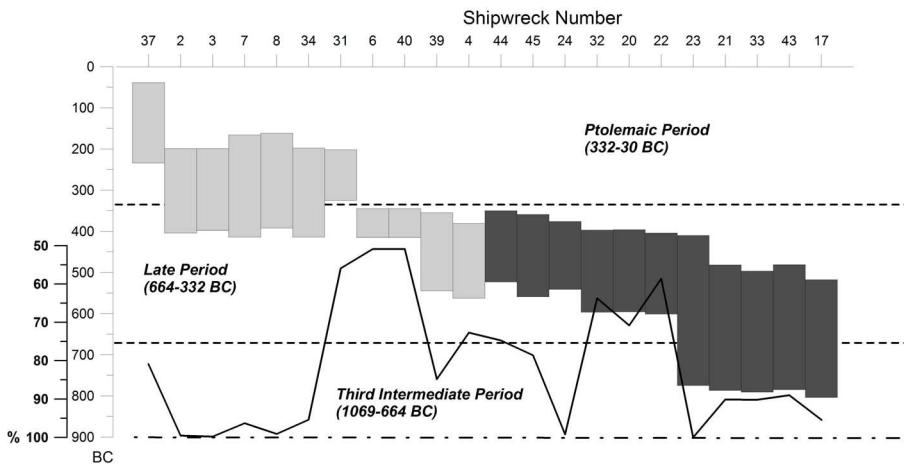 Shipwreck Number
37 2 3 7 8 34 31 6 40 39 4 44 45 24 32 20 22 23 21 33 43 17
0
100
200
300
400
500
600
700
800
900
BC
50
60
70
80
90
% 100
Ptolemaic Period
(332-30 BC)
Late Period
(664-332 BC)
Third Intermediate Period
(1069-664 BC)